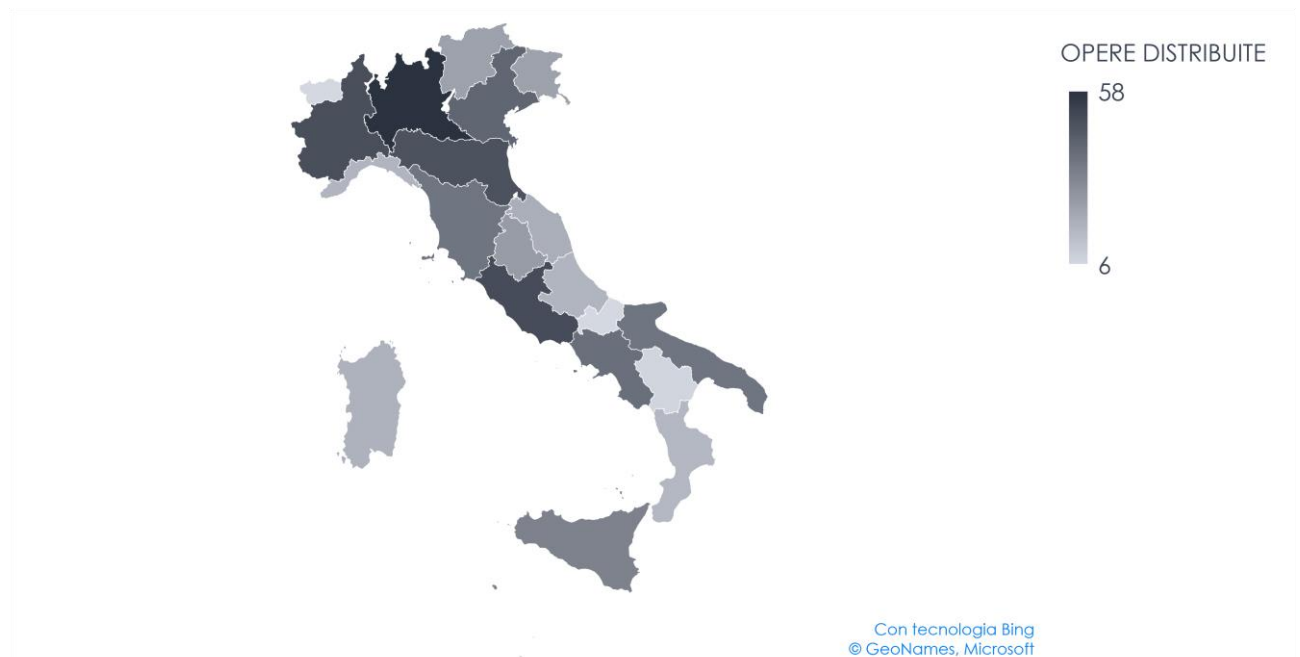 OPERE DISTRIBUITE
58
6
Con tecnologia Bing
© GeoNames, Microsoft